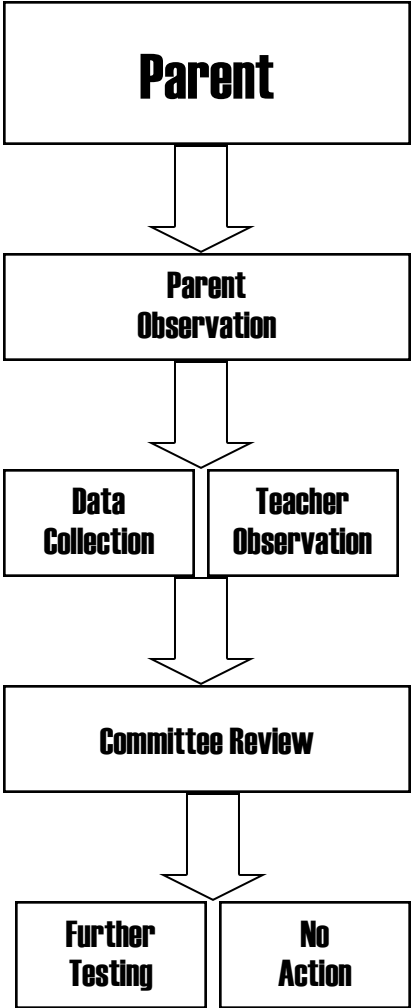 Parent
Parent
Observation
Data
Collection
Teacher
Observation
Committee Review
Further
Testing
No
Action